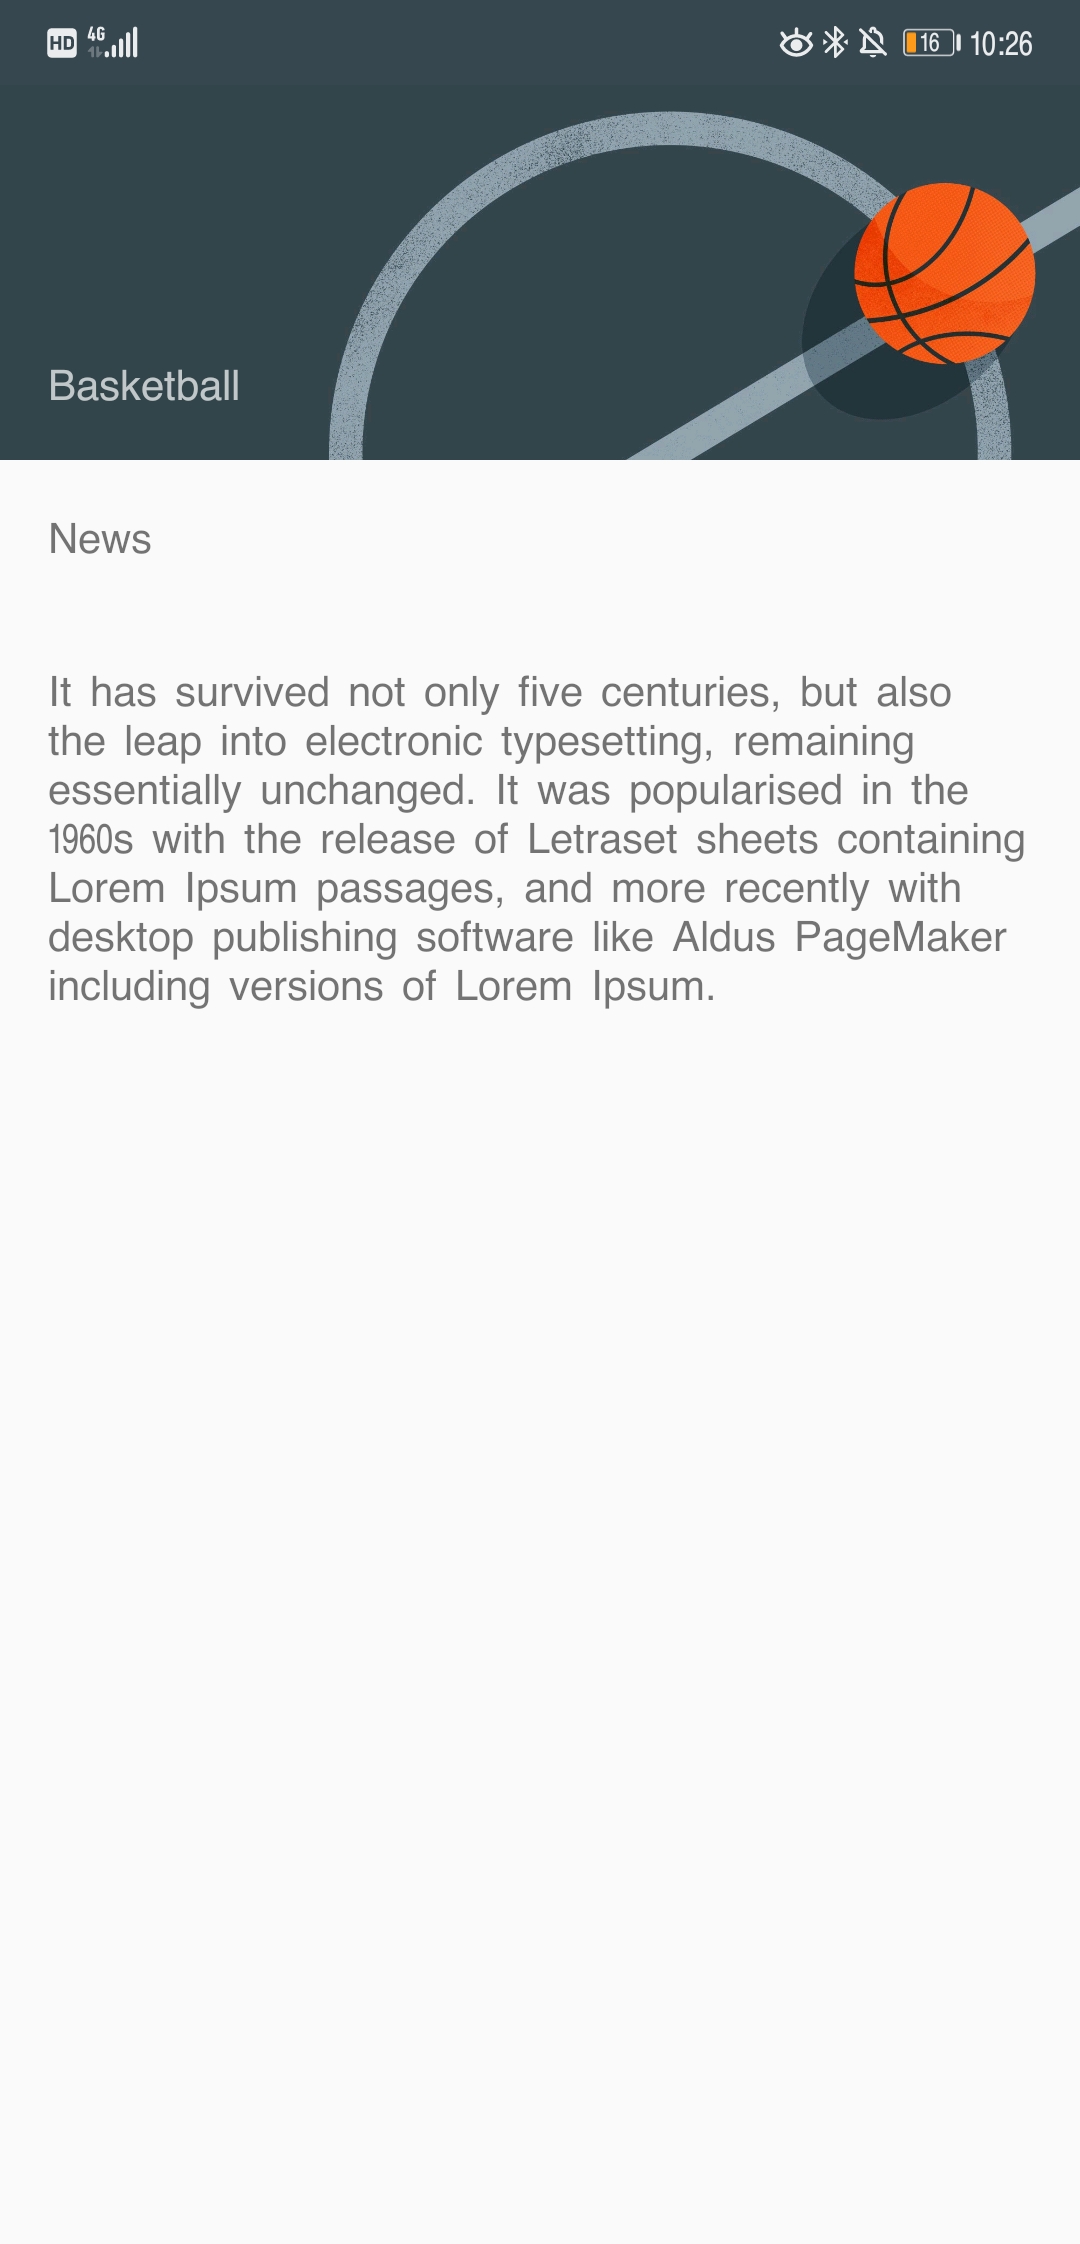 HD 4G 16 10:26
Basketball
News
It has survived not only five centuries, but also
the leap into electronic typesetting, remaining
essentially unchanged. It was popularised in the
1960s with the release of Letraset sheets containing
Lorem Ipsum passages, and more recently with
desktop publishing software like Aldus PageMaker
including versions of Lorem Ipsum.